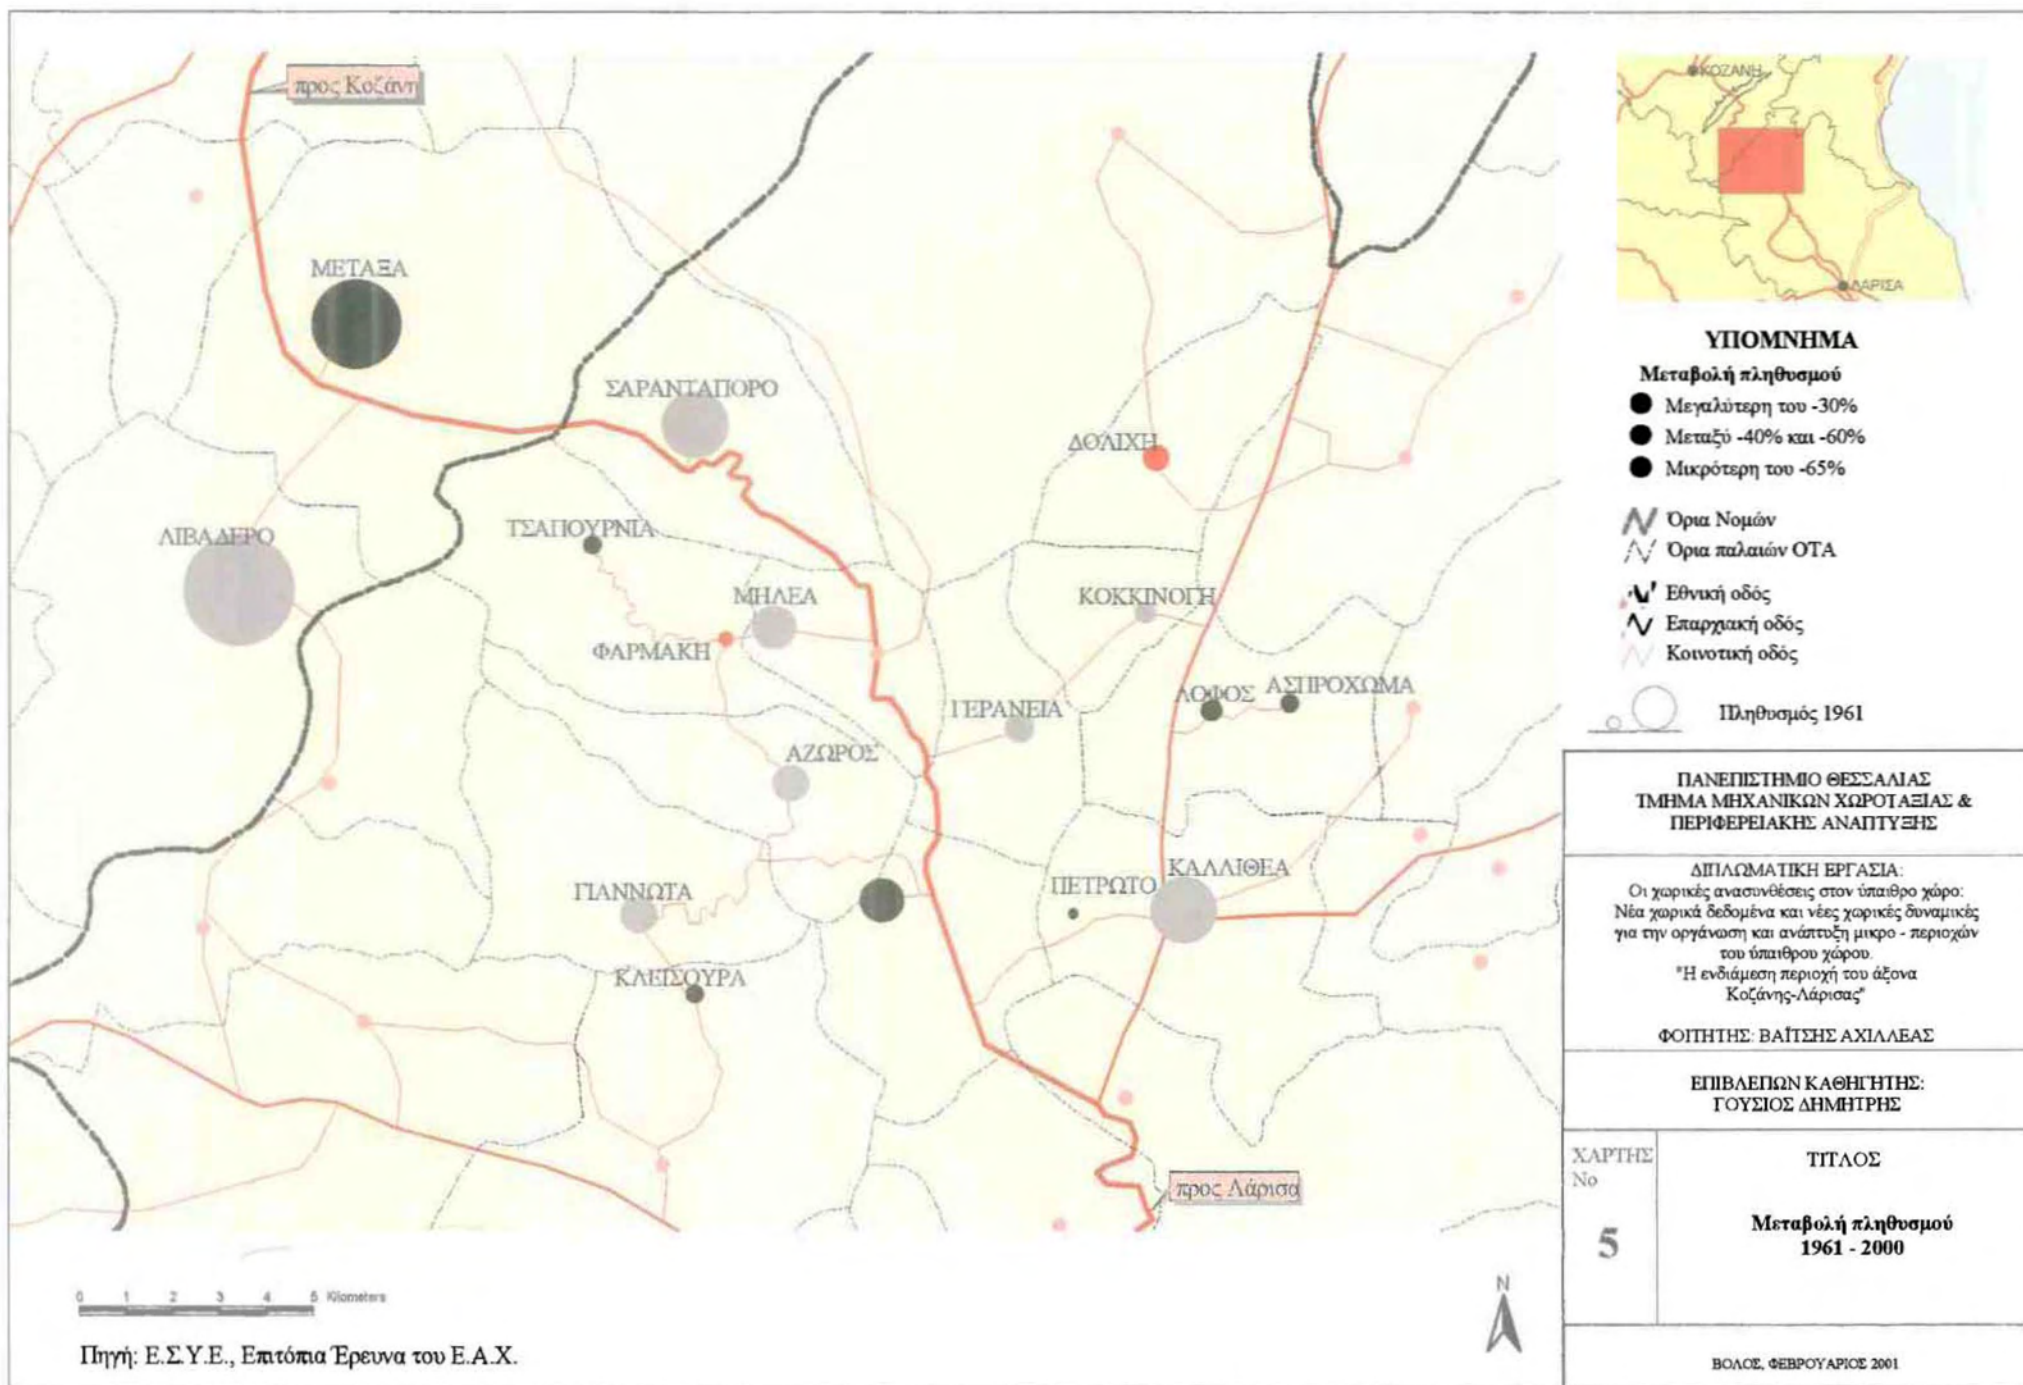 προς Κοζάνη
ΜΕΤΑΞΑ
ΣΑΡΑΝΤΑΠΟΡΟ
ΔΟΛΙΧΗ
ΛΙΒΑΔΕΡΟ
ΤΣΑΠΟΥΡΝΙΑ
ΜΗΛΕΑ
ΚΟΚΚΙΝΟΓΗ
ΦΑΡΜΑΚΗ
ΓΕΡΑΝΕΙΑ
ΛΟΦΟΣ
ΑΣΠΡΟΧΩΜΑ
ΑΖΩΡΟΣ
ΓΙΑΝΝΩΤΑ
ΠΕΤΡΩΤΟ
ΚΑΛΛΙΘΕΑ
ΚΛΕΙΣΟΥΡΑ
προς Λάρισα
0 1 2 3 4 5 Kilometers
N
Πηγή: Ε.Σ.Υ.Ε., Επιτόπια Έρευνα του Ε.Α.Χ.
ΚΟΖΑΝΗ
ΛΑΡΙΣΑ
ΥΠΟΜΝΗΜΑ
Μεταβολή πληθυσμού
Μεγαλύτερη του -30%
Μεταξύ -40% και -60%
Μικρότερη του -65%
Όρια Νομών
Όρια παλαιών ΟΤΑ
Εθνική οδός
Επαρχιακή οδός
Κοινοτική οδός
Πληθυσμός 1961
ΠΑΝΕΠΙΣΤΗΜΙΟ ΘΕΣΣΑΛΙΑΣ
ΤΜΗΜΑ ΜΗΧΑΝΙΚΩΝ ΧΩΡΟΤΑΞΙΑΣ &
ΠΕΡΙΦΕΡΕΙΑΚΗΣ ΑΝΑΠΤΥΞΗΣ
ΔΙΠΛΩΜΑΤΙΚΗ ΕΡΓΑΣΙΑ:
Οι χωρικές ανασυνθέσεις στον ύπαιθρο χώρο:
Νέα χωρικά δεδομένα και νέες χωρικές δυναμικές
για την οργάνωση και ανάπτυξη μικρο - περιοχών
του ύπαιθρου χώρου.
"Η ενδιάμεση περιοχή του άξονα
Κοζάνης-Λάρισας"
ΦΟΙΤΗΤΗΣ: ΒΑΪΤΣΗΣ ΑΧΙΛΛΕΑΣ
ΕΠΙΒΛΕΠΩΝ ΚΑΘΗΓΗΤΗΣ:
ΓΟΥΣΙΟΣ ΔΗΜΗΤΡΗΣ
ΧΑΡΤΗΣ
Νο
5
ΤΙΤΛΟΣ
Μεταβολή πληθυσμού
1961 - 2000
ΒΟΛΟΣ, ΦΕΒΡΟΥΑΡΙΟΣ 2001